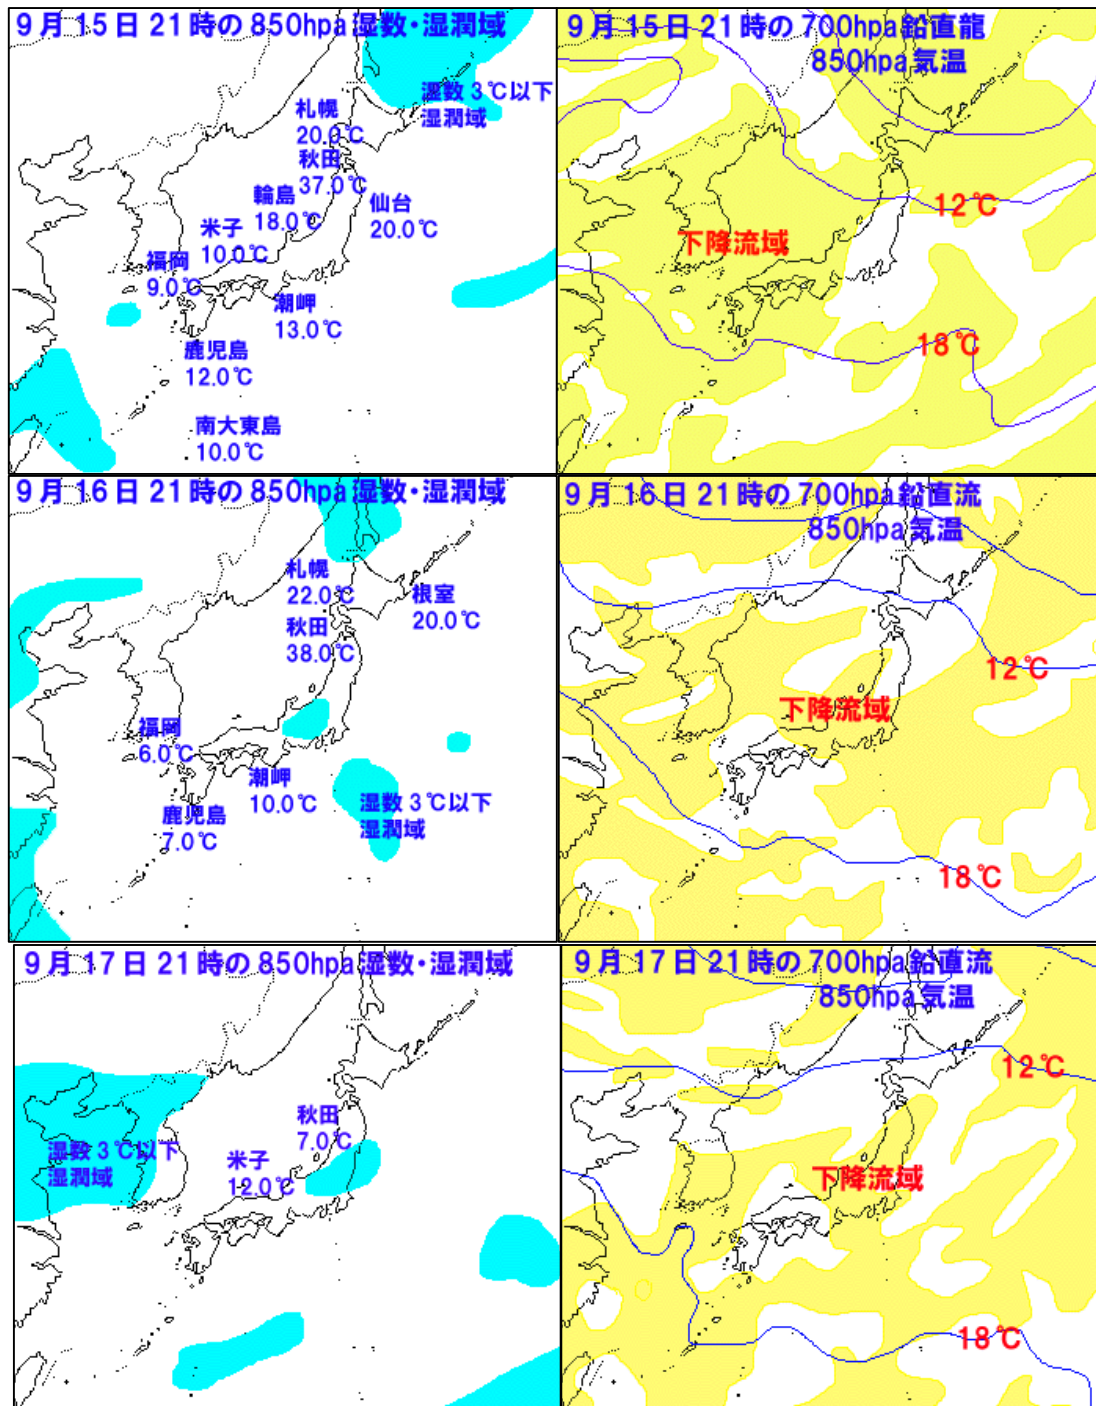 9月15日21時の850hpa湿数・湿潤域
湿数3℃以下
湿潤域
札幌
20.0℃
秋田
37.0℃
輪島
18.0℃
仙台
20.0℃
米子
10.0℃
福岡
9.0℃
潮岬
13.0℃
鹿児島
12.0℃
南大東島
10.0℃
9月15日21時の700hpa鉛直龍
850hpa気温
12℃
下降流域
18℃
9月16日21時の850hpa湿数・湿潤域
札幌
22.0℃
根室
20.0℃
秋田
38.0℃
福岡
6.0℃
潮岬
10.0℃
湿数3℃以下
湿潤域
鹿児島
7.0℃
9月16日21時の700hpa鉛直流
850hpa気温
12℃
下降流域
18℃
9月17日21時の850hpa湿数・湿潤域
秋田
7.0℃
湿数3℃以下
湿潤域
米子
12.0℃
9月17日21時の700hpa鉛直流
850hpa気温
12℃
下降流域
18℃